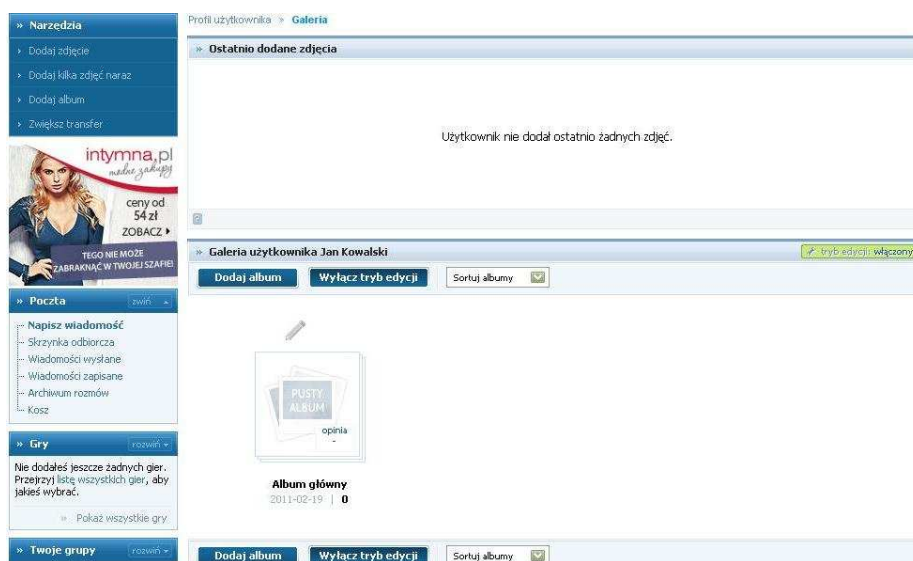 » Narzędzia
› Dodaj zdjęcie
› Dodaj kilka zdjęć naraz
› Dodaj album
› Zwiększ transfer
intymna.pl
modne zakupy
ceny od
54 zł
ZOBACZ
TEGO NIE MOŻE
ZABRAKNĄĆ W TWOJEJ SZAFIE!
» Poczta zwiń
Napisz wiadomość
Skrzynka odbiorcza
Wiadomości wysłane
Wiadomości zapisane
Archiwum rozmów
Kosz
» Gry rozwiń
Nie dodałeś jeszcze żadnych gier.
Przejrzyj listę wszystkich gier, aby
jakieś wybrać.
» Pokaż wszystkie gry
» Twoje grupy rozwiń
Profil użytkownika » Galeria
» Ostatnio dodane zdjęcia
Użytkownik nie dodał ostatnio żadnych zdjęć.
» Galeria użytkownika Jan Kowalski tryb edycji: włączony
Dodaj album Wyłącz tryb edycji Sortuj albumy
PUSTY
ALBUM
opinia
-
Album główny
2011-02-19 | 0
Dodaj album Wyłącz tryb edycji Sortuj albumy